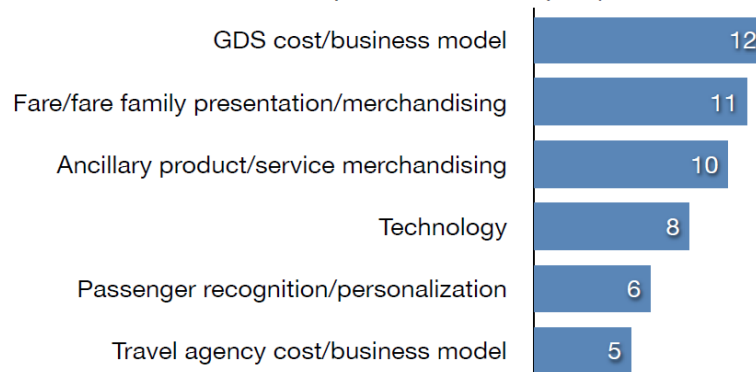 GDS cost/business model 12
Fare/fare family presentation/merchandising 11
Ancillary product/service merchandising 10
Technology 8
Passenger recognition/personalization 6
Travel agency cost/business model 5